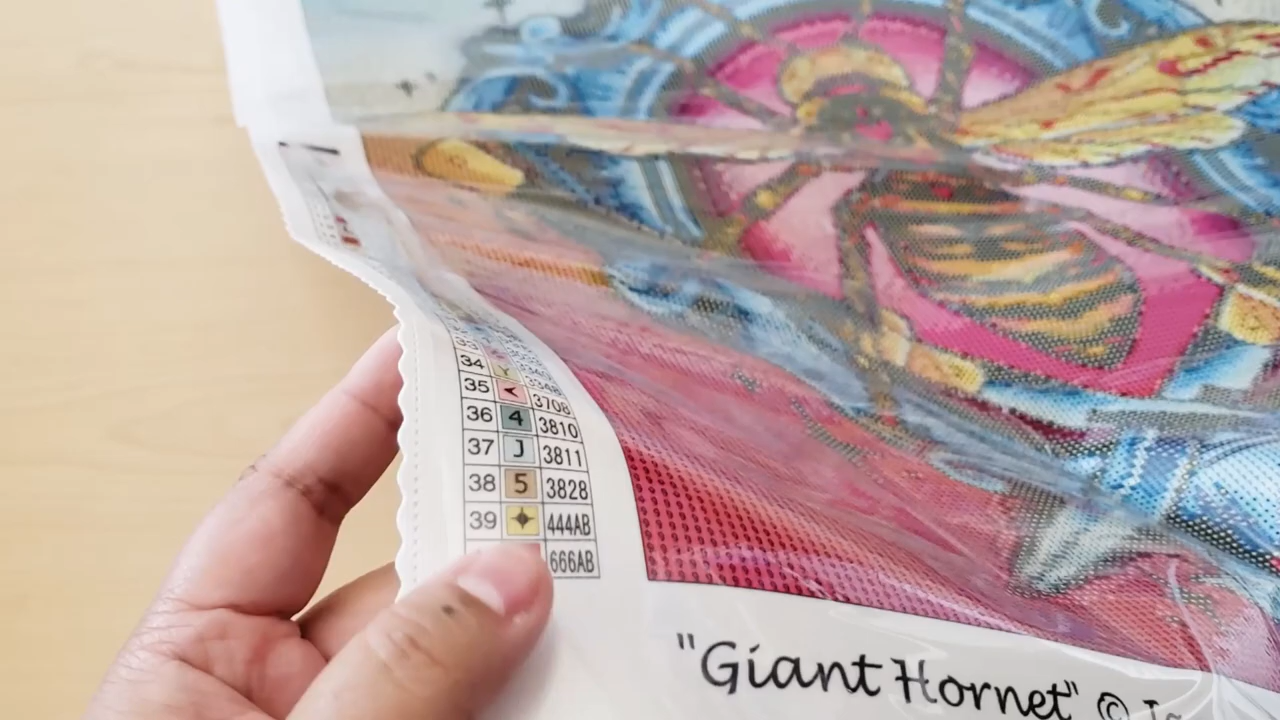 34
35 3708
36 4 3810
37 J 3811
38 5 3828
39 444AB
666AB
"Giant Hornet" ©